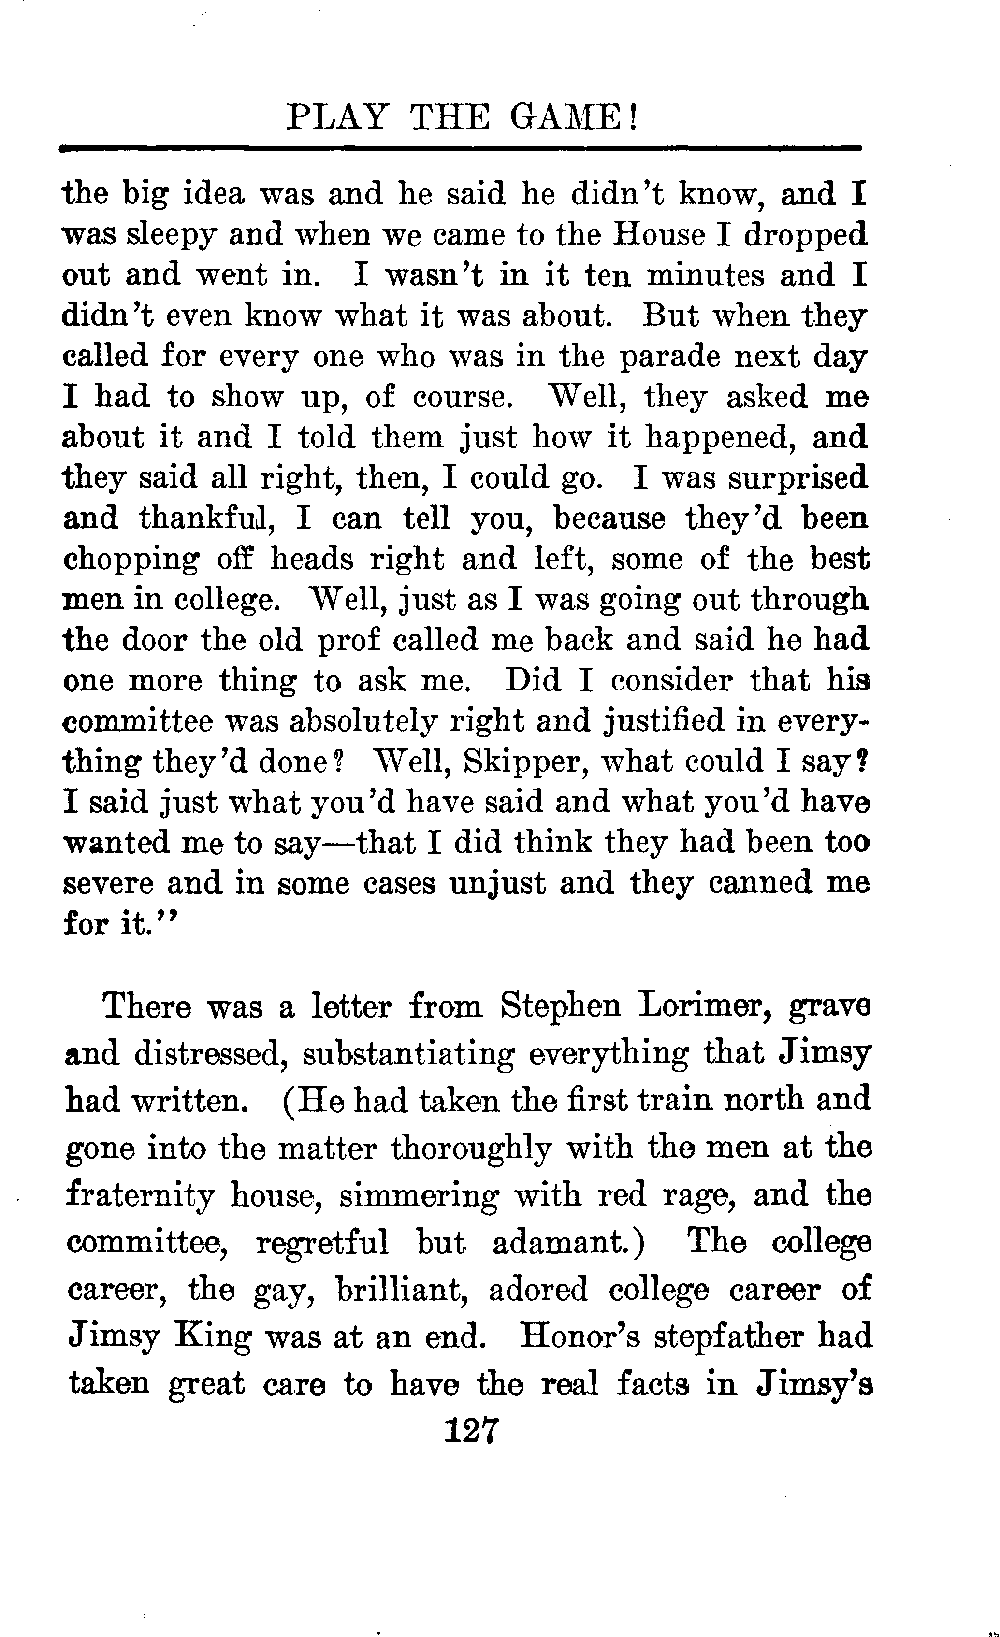 PLAY THE GAME!
the big idea was and he said he didn't know, and I
was sleepy and when we came to the House I dropped
out and went in. I wasn't in it ten minutes and I
didn't even know what it was about. But when they
called for every one who was in the parade next day
I had to show up, of course. Well, they asked me
about it and I told them just how it happened, and
they said all right, then, I could go. I was surprised
and thankful, I can tell you, because they'd been
chopping off heads right and left, some of the best
men in college. Well, just as I was going out through
the door the old prof called me back and said he had
one more thing to ask me. Did I consider that his
committee was absolutely right and justified in every-
thing they'd done? Well, Skipper, what could I say?
I said just what you'd have said and what you'd have
wanted me to say—that I did think they had been too
severe and in some cases unjust and they canned me
for it."
There was a letter from Stephen Lorimer, grave
and distressed, substantiating everything that Jimsy
had written. (He had taken the first train north and
gone into the matter thoroughly with the men at the
fraternity house, simmering with red rage, and the
committee, regretful but adamant.) The college
career, the gay, brilliant, adored college career of
Jimsy King was at an end. Honor's stepfather had
taken great care to have the real facts in Jimsy's
127